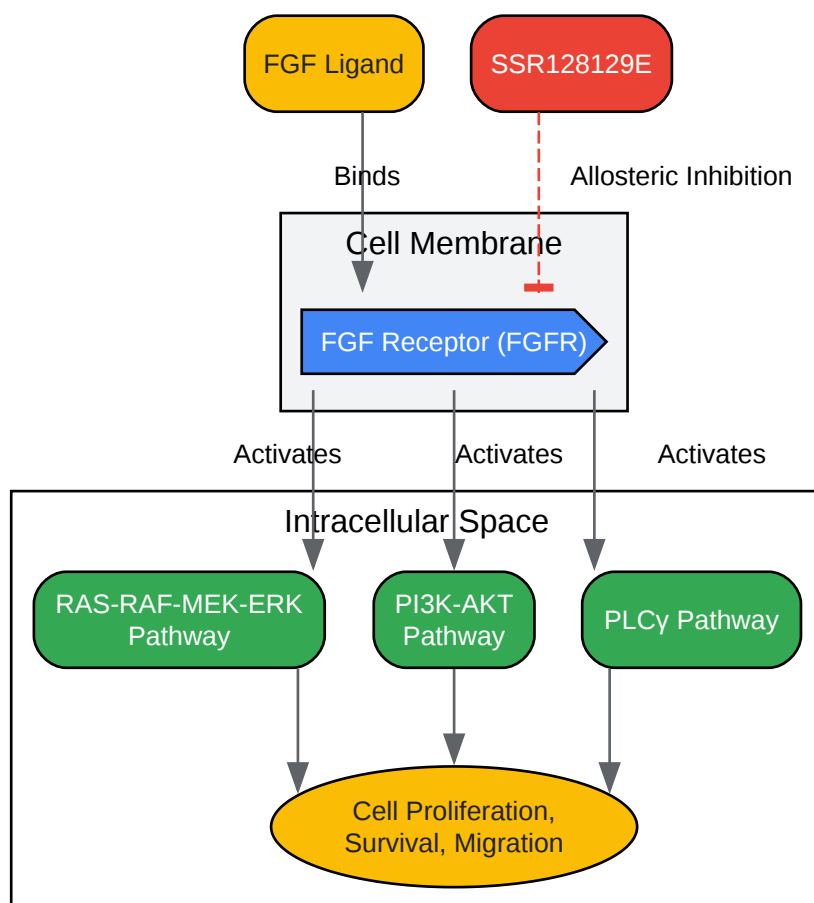 FGF Ligand
SSR128129E
Binds
Allosteric Inhibition
Cell Membrane
FGF Receptor (FGFR)
Activates
Activates
Activates
Intracellular Space
RAS-RAF-MEK-ERK
Pathway
PI3K-AKT
Pathway
PLCγ Pathway
Cell Proliferation,
Survival, Migration